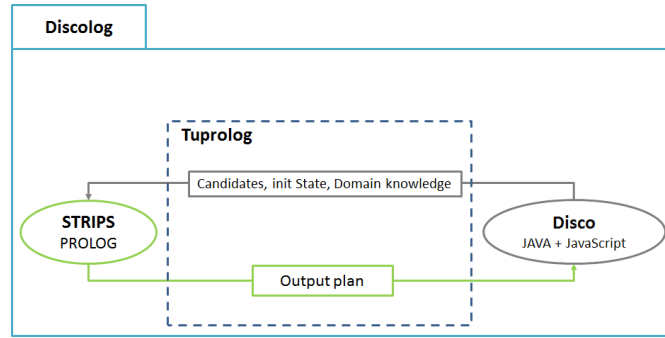 Discolog
Tuprolog
Candidates, init State, Domain knowledge
STRIPS
PROLOG
Disco
JAVA + JavaScript
Output plan